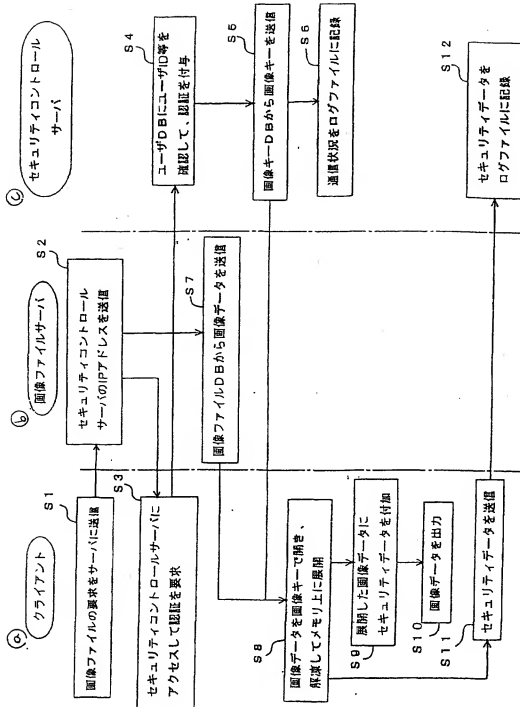 ⓐ
クライアント
S1
画像ファイルの要求をサーバに送信
S3
セキュリティコントロールサーバに
アクセスして認証を要求
S8
画像データを画像キーで開き、
解凍してメモリ上に展開
S9
展開した画像データに
セキュリティデータを付加
S10
画像データを出力
S11
セキュリティデータを送信
ⓑ
画像ファイルサーバ
S2
セキュリティコントロール
サーバのIPアドレスを送信
S7
画像ファイルDBから画像データを送信
ⓒ
セキュリティコントロール
サーバ
S4
ユーザDBにユーザID等を
確認して、認証を付与
S5
画像キーDBから画像キーを送信
S6
通信状況をログファイルに記録
S12
セキュリティデータを
ログファイルに記録